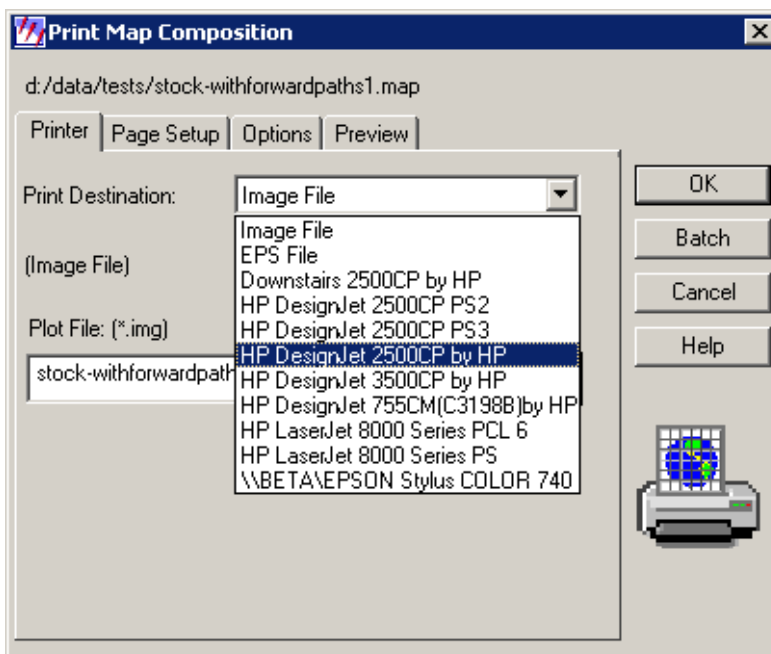 Print Map Composition
d:/data/tests/stock-withforwardpaths1.map
Printer Page Setup Options Preview
Print Destination: Image File
OK
Image File
EPS File
Batch
(Image File)
Downstairs 2500CP by HP
Cancel
HP DesignJet 2500CP PS2
Plot File: (*.img)
HP DesignJet 2500CP PS3
Help
HP DesignJet 2500CP by HP
stock-withforwardpath
HP DesignJet 3500CP by HP
HP DesignJet 755CM(C3198B)by HP
HP LaserJet 8000 Series PCL 6
HP LaserJet 8000 Series PS
\\BETA\EPSON Stylus COLOR 740